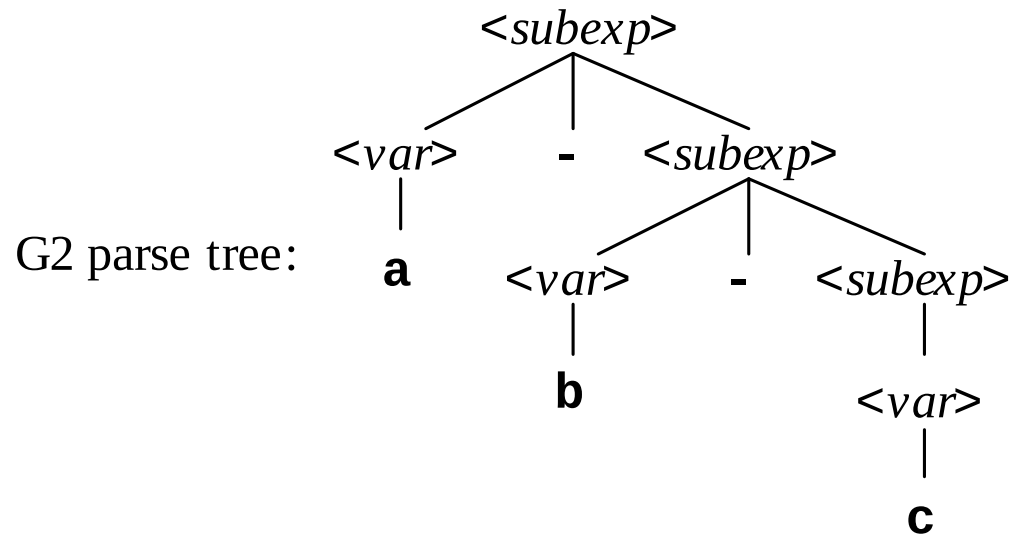 <subexp>
<var> - <subexp>
G2 parse tree: a <var> - <subexp>
b <var>
c